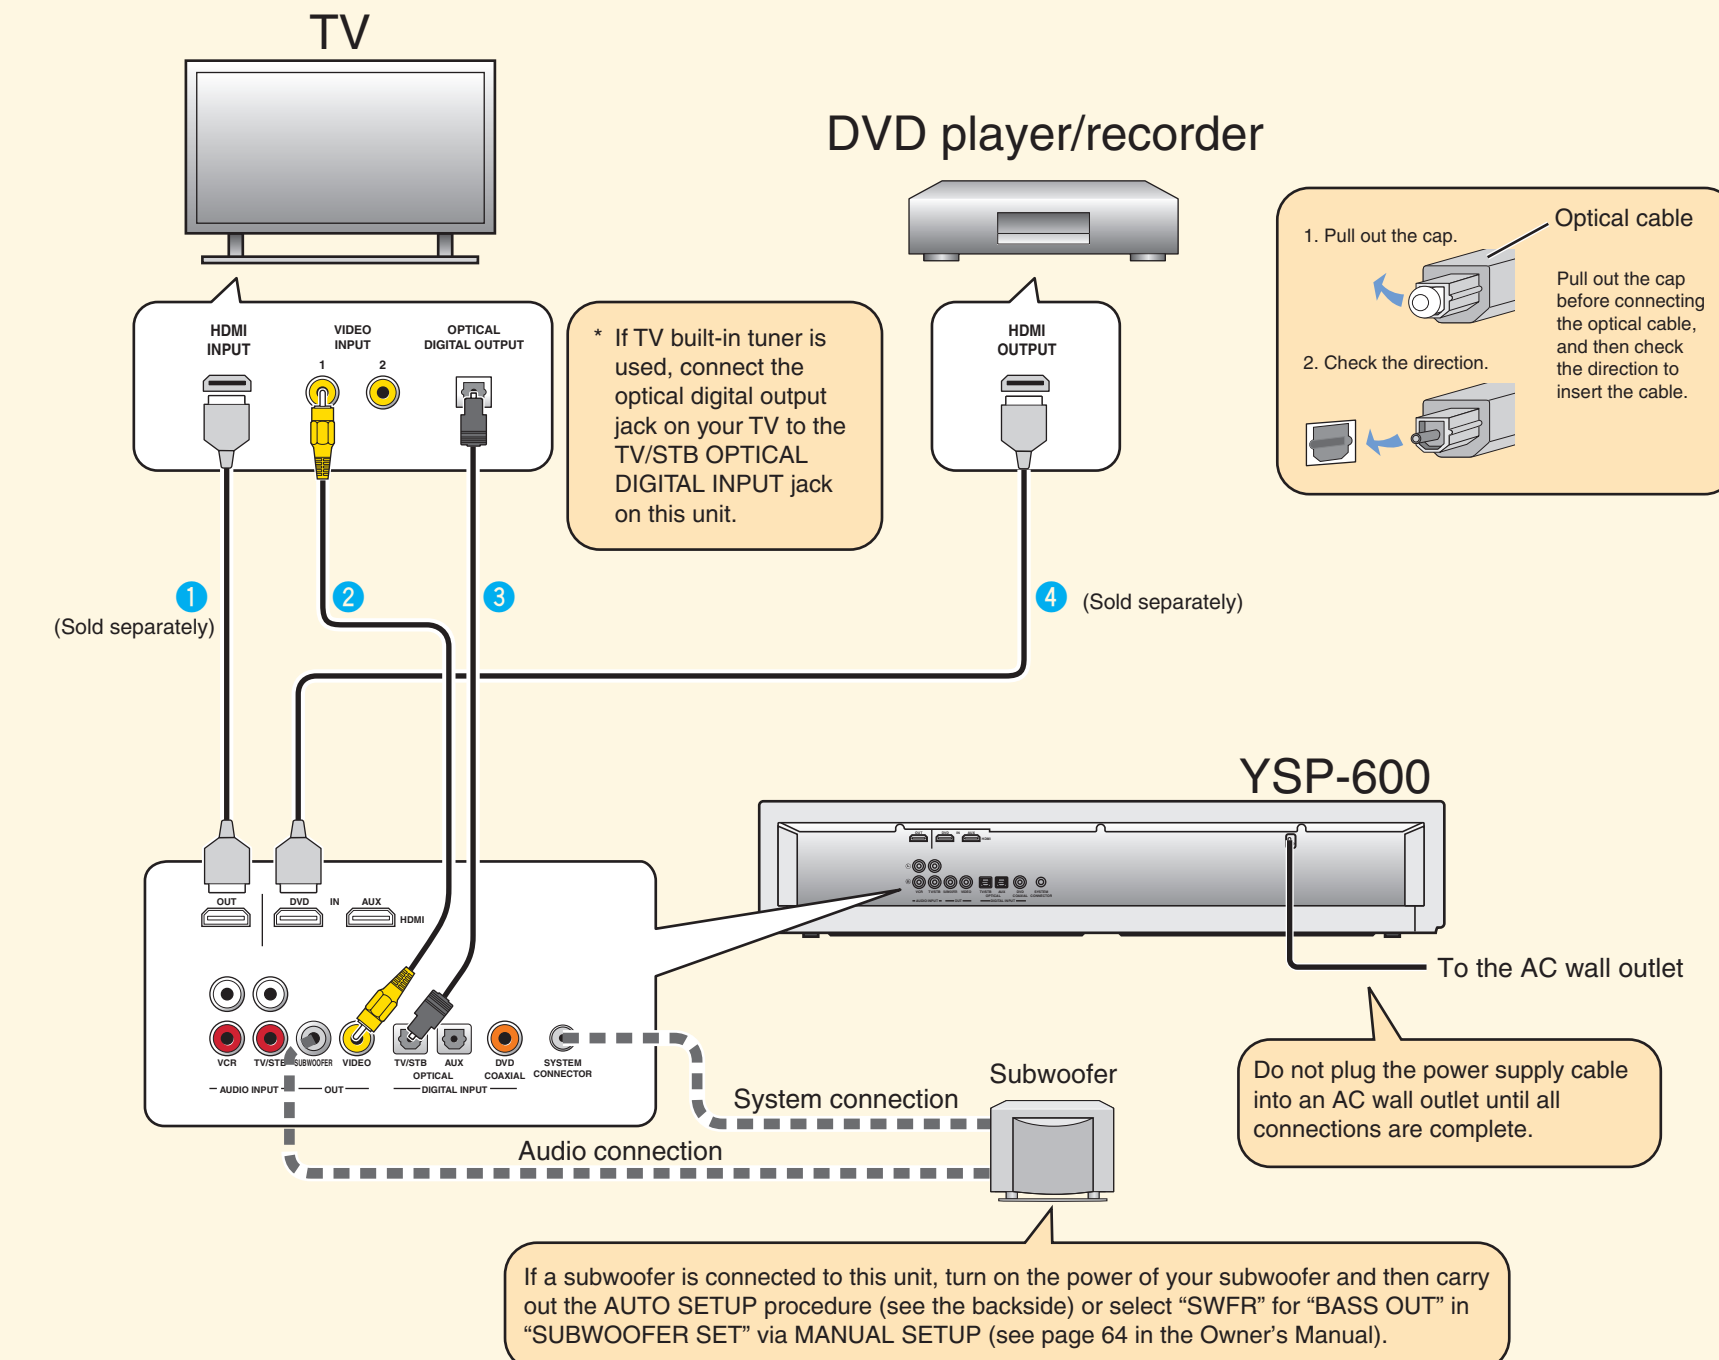 TV
DVD player/recorder
HDMI
INPUT
VIDEO
INPUT
1
2
OPTICAL
DIGITAL OUTPUT
* If TV built-in tuner is
used, connect the
optical digital output
jack on your TV to the
TV/STB OPTICAL
DIGITAL INPUT jack
on this unit.
HDMI
OUTPUT
1. Pull out the cap.
Optical cable
Pull out the cap
before connecting
the optical cable,
and then check
the direction to
insert the cable.
2. Check the direction.
1
(Sold separately)
2
3
4
(Sold separately)
YSP-600
OUT
DVD
IN
AUX
HDMI
VCR
TV/STB
SUBWOOFER
VIDEO
TV/STB
AUX
DVD
SYSTEM
CONNECTOR
OPTICAL
COAXIAL
AUDIO INPUT
OUT
DIGITAL INPUT
To the AC wall outlet
Do not plug the power supply cable
into an AC wall outlet until all
connections are complete.
Subwoofer
System connection
Audio connection
If a subwoofer is connected to this unit, turn on the power of your subwoofer and then carry
out the AUTO SETUP procedure (see the backside) or select “SWFR” for “BASS OUT” in
“SUBWOOFER SET” via MANUAL SETUP (see page 64 in the Owner’s Manual).